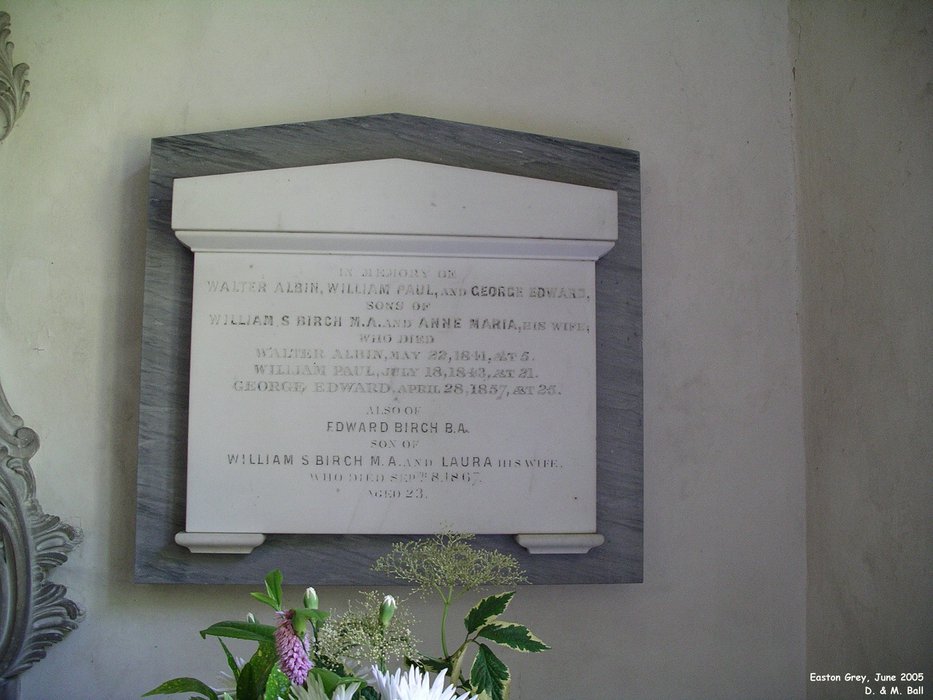 IN MEMORY OF
WALTER ALBIN, WILLIAM PAUL, AND GEORGE EDWARD,
SONS OF
WILLIAM S BIRCH M.A. AND ANNE MARIA, HIS WIFE,
WHO DIED
WALTER ALBIN, MAY 22, 1841, ÆT 5.
WILLIAM PAUL, JULY 18, 1843, ÆT 21.
GEORGE EDWARD, APRIL 28, 1857, ÆT 25.
ALSO OF
EDWARD BIRCH B.A.
SON OF
WILLIAM S BIRCH M.A. AND LAURA HIS WIFE.
WHO DIED SEPTR 8, 1867.
AGED 23.
Easton Grey, June 2005
D. & M. Ball